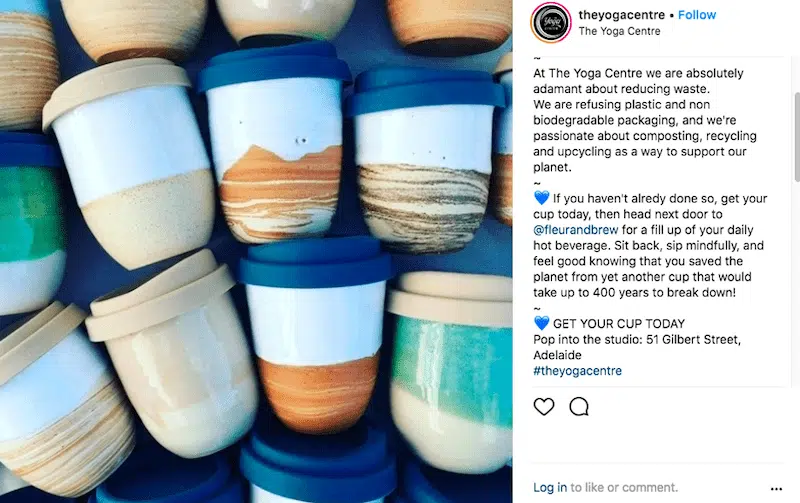 theyogacentre • Follow
The Yoga Centre
~
At The Yoga Centre we are absolutely
adamant about reducing waste.
We are refusing plastic and non
biodegradable packaging, and we're
passionate about composting, recycling
and upcycling as a way to support our
planet.
~
💙 If you haven't alredy done so, get your
cup today, then head next door to
@fleurandbrew for a fill up of your daily
hot beverage. Sit back, sip mindfully, and
feel good knowing that you saved the
planet from yet another cup that would
take up to 400 years to break down!
~
💙 GET YOUR CUP TODAY
Pop into the studio: 51 Gilbert Street,
Adelaide
#theyogacentre
Log in to like or comment.